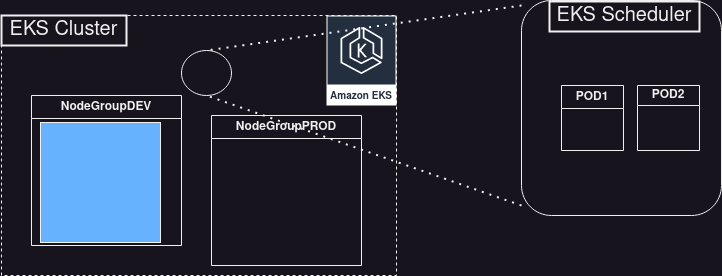 EKS Cluster
EKS Scheduler
K
Amazon EKS
NodeGroupDEV
NodeGroupPROD
POD1
POD2